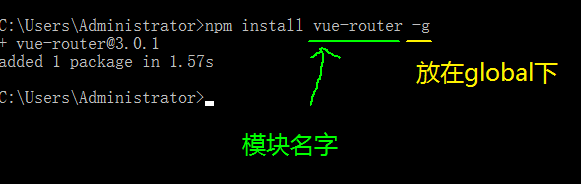 C:\Users\Administrator>npm install vue-router -g
+ vue-router@3.0.1
added 1 package in 1.57s
C:\Users\Administrator>
放在global下
模块名字